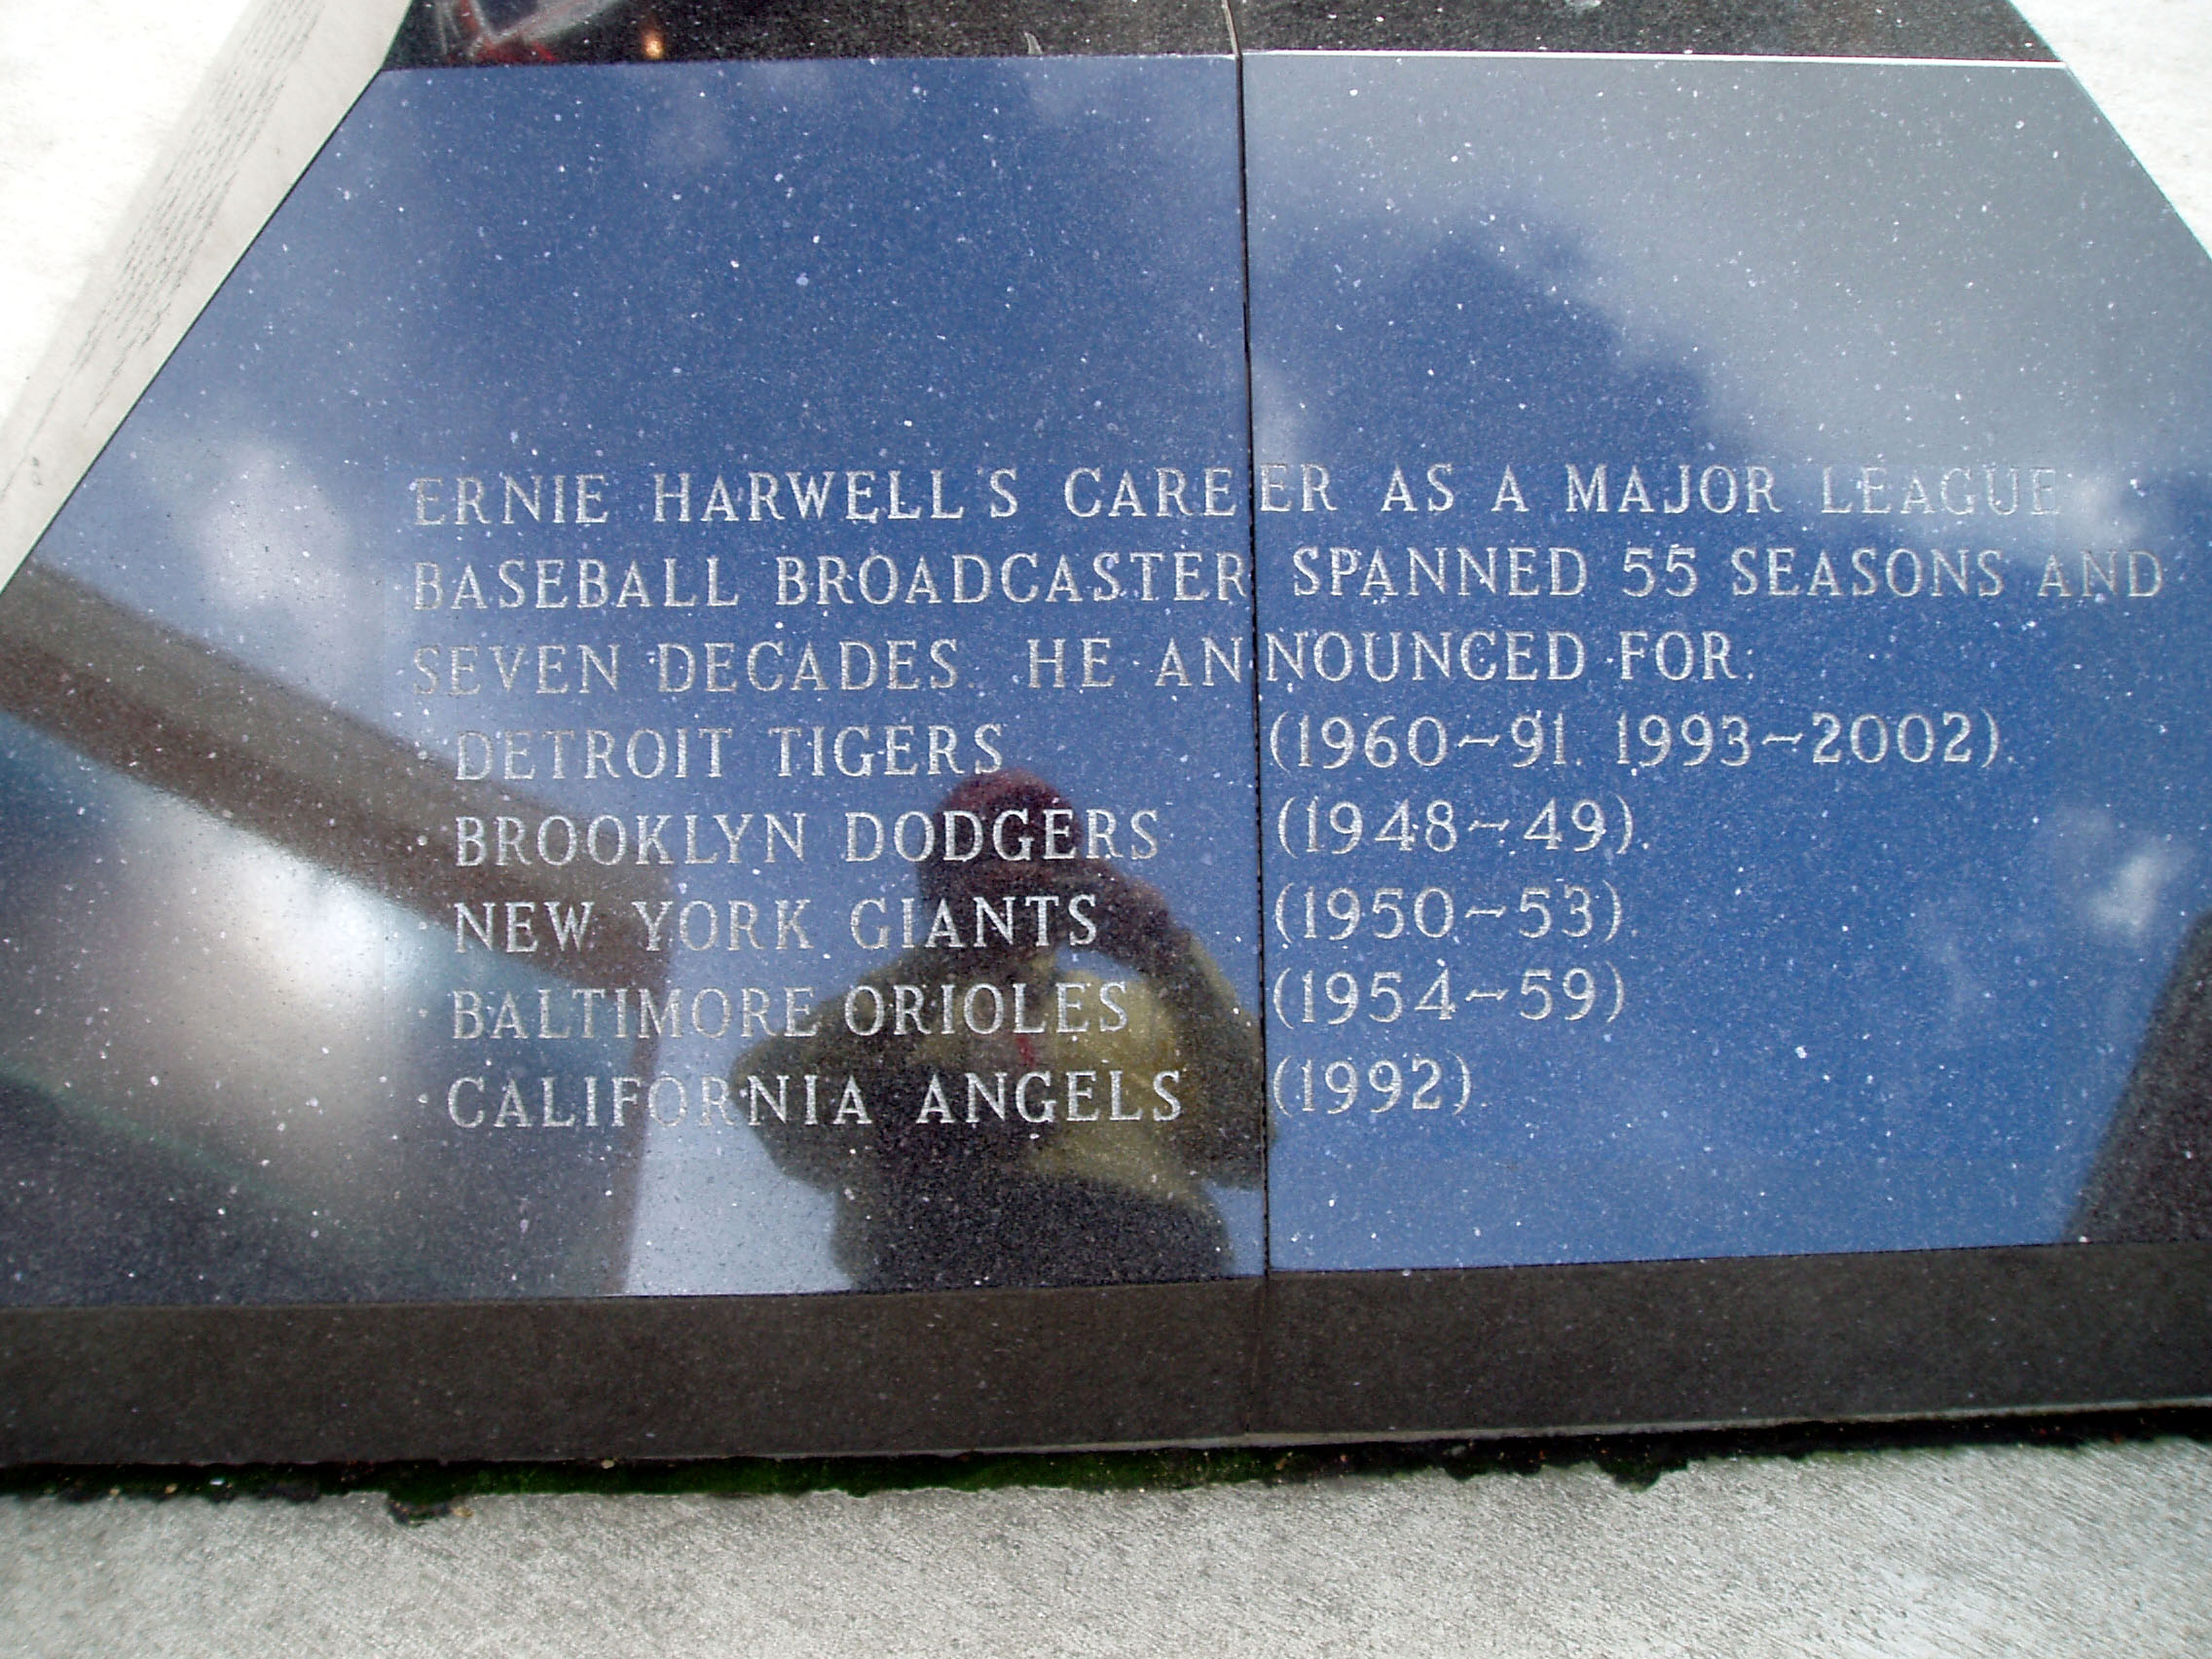 ERNIE HARWELL'S CAREER AS A MAJOR LEAGUE
BASEBALL BROADCASTER SPANNED 55 SEASONS AND
SEVEN DECADES. HE ANNOUNCED FOR:
· DETROIT TIGERS (1960~91, 1993~2002),
· BROOKLYN DODGERS (1948~49),
· NEW YORK GIANTS (1950~53),
· BALTIMORE ORIOLES (1954~59)
· CALIFORNIA ANGELS (1992).